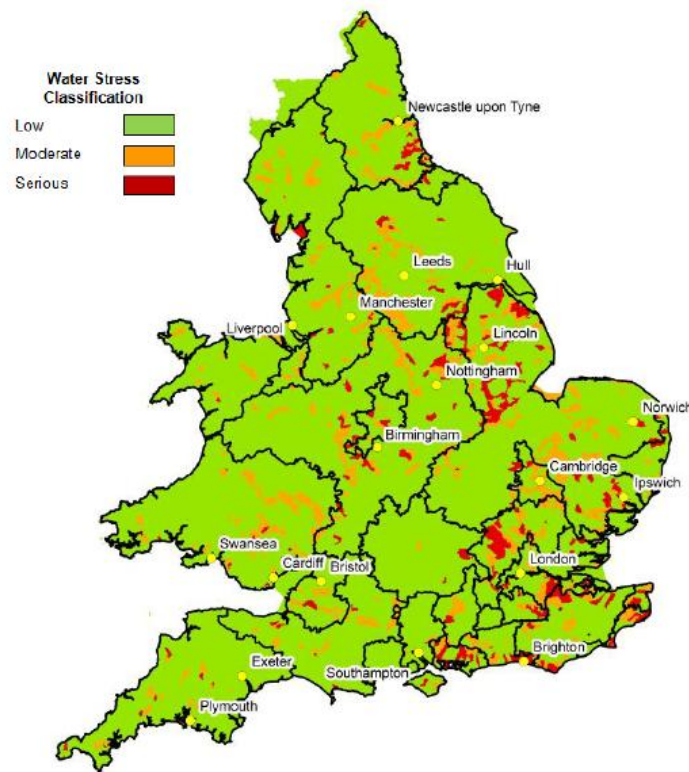 Water Stress
Classification
Low
Moderate
Serious
Newcastle upon Tyne
Leeds
Hull
Manchester
Liverpool
Lincoln
Nottingham
Norwich
Birmingham
Cambridge
Ipswich
Swansea
Cardiff
Bristol
London
Brighton
Southampton
Exeter
Plymouth